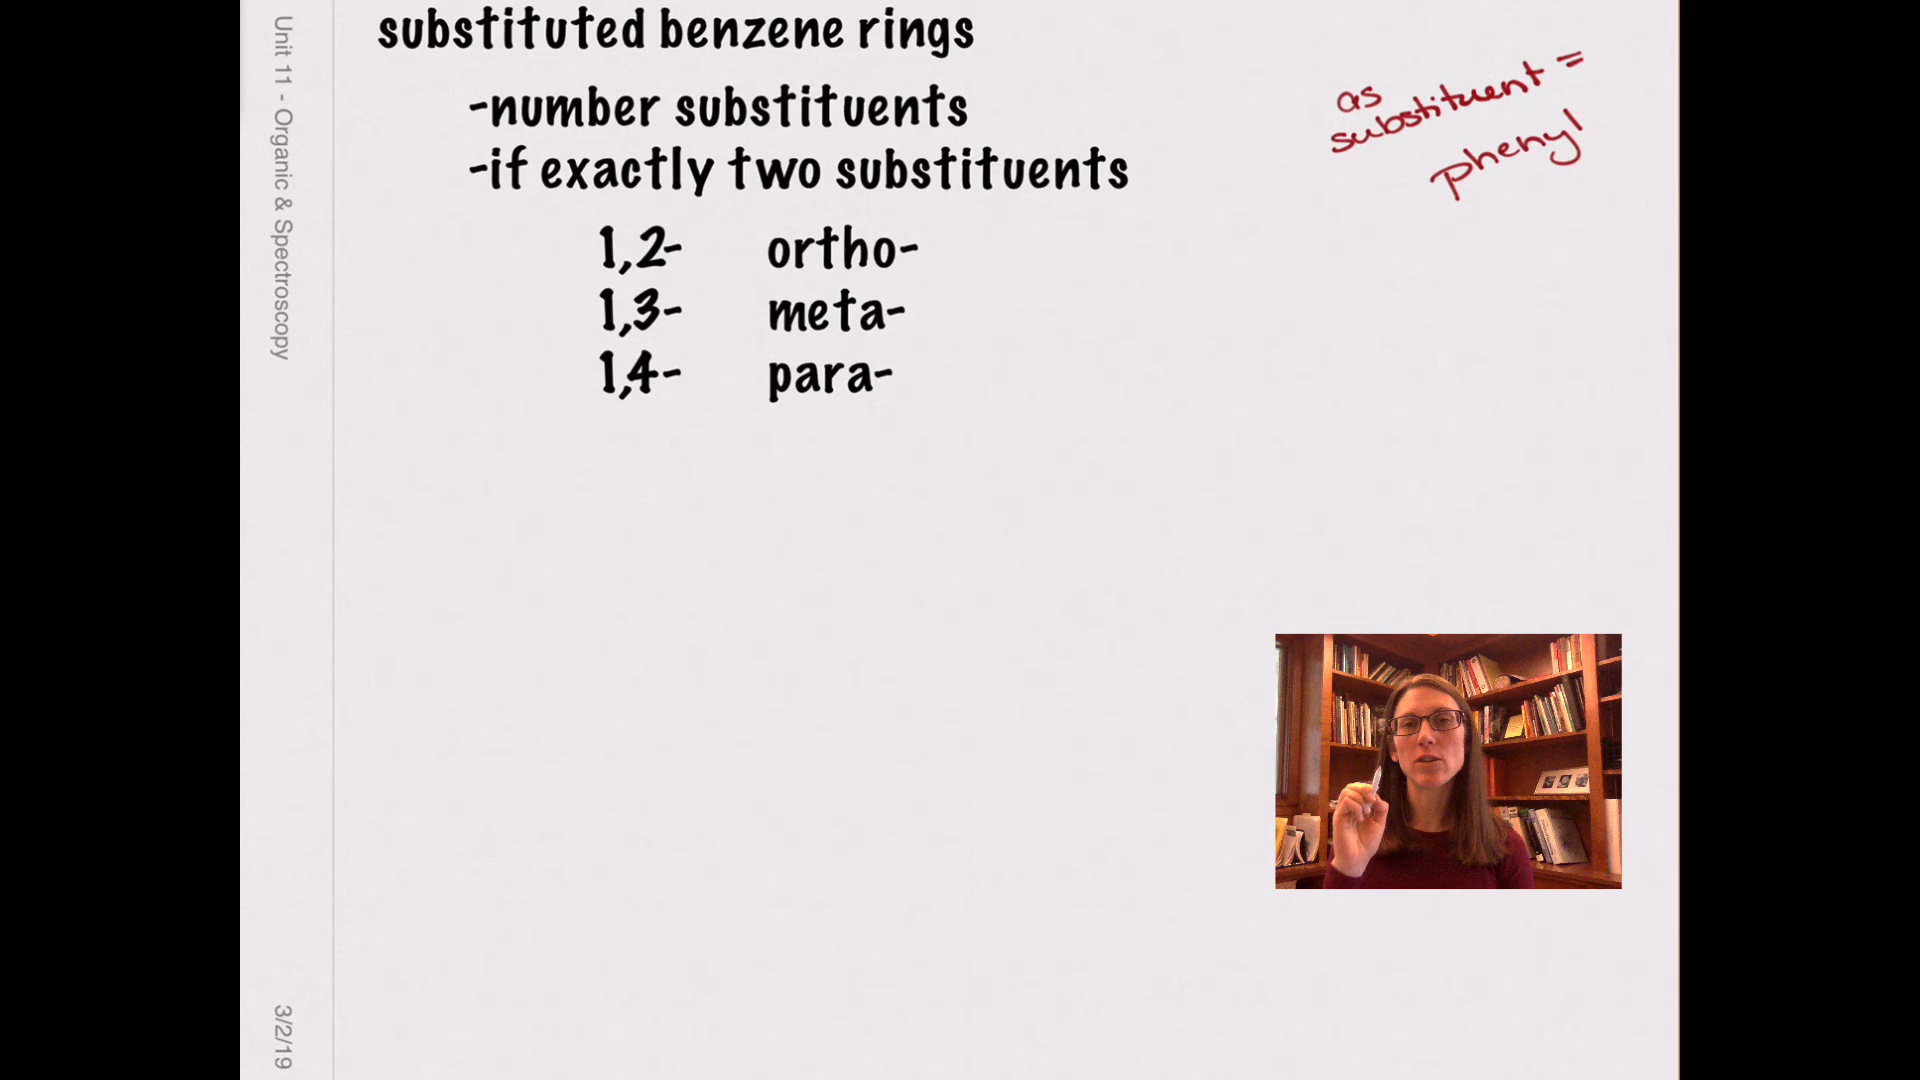 substituted benzene rings
-number substituents
-if exactly two substituents
1,2- ortho-
1,3- meta-
1,4- para-
as
substituent =
phenyl
Unit 11 - Organic & Spectroscopy
3/2/19